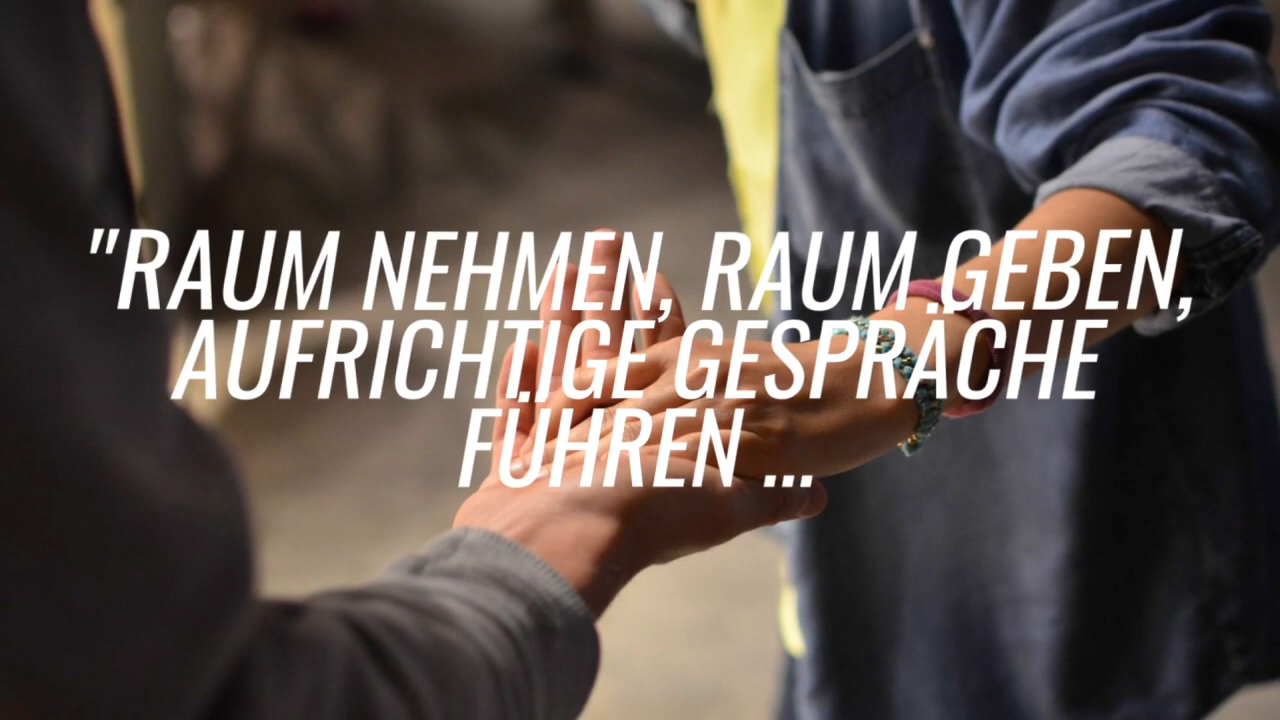 "RAUM NEHMEN, RAUM GEBEN,
AUFRICHTIGE GESPRÄCHE
FÜHREN ...